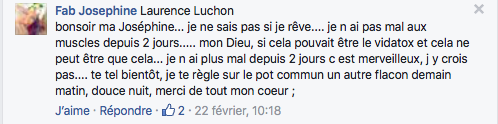 Fab Josephine Laurence Luchon
bonsoir ma Joséphine... je ne sais pas si je rêve.... je n ai pas mal aux
muscles depuis 2 jours..... mon Dieu, si cela pouvait être le vidatox et cela ne
peut être que cela... je n ai plus mal depuis 2 jours c est merveilleux, j y crois
pas.... te tel bientôt, je te règle sur le pot commun un autre flacon demain
matin, douce nuit, merci de tout mon coeur ;
J'aime · Répondre · 2 · 22 février, 10:18